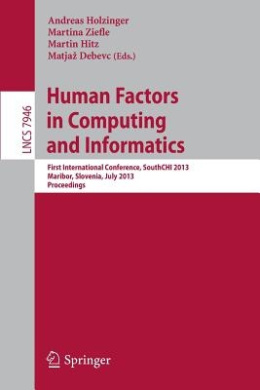 Andreas Holzinger
Martina Ziefle
Martin Hitz
Matjaž Debevc (Eds.)
LNCS 7946
Human Factors
in Computing
and Informatics
First International Conference, SouthCHI 2013
Maribor, Slovenia, July 2013
Proceedings
Springer